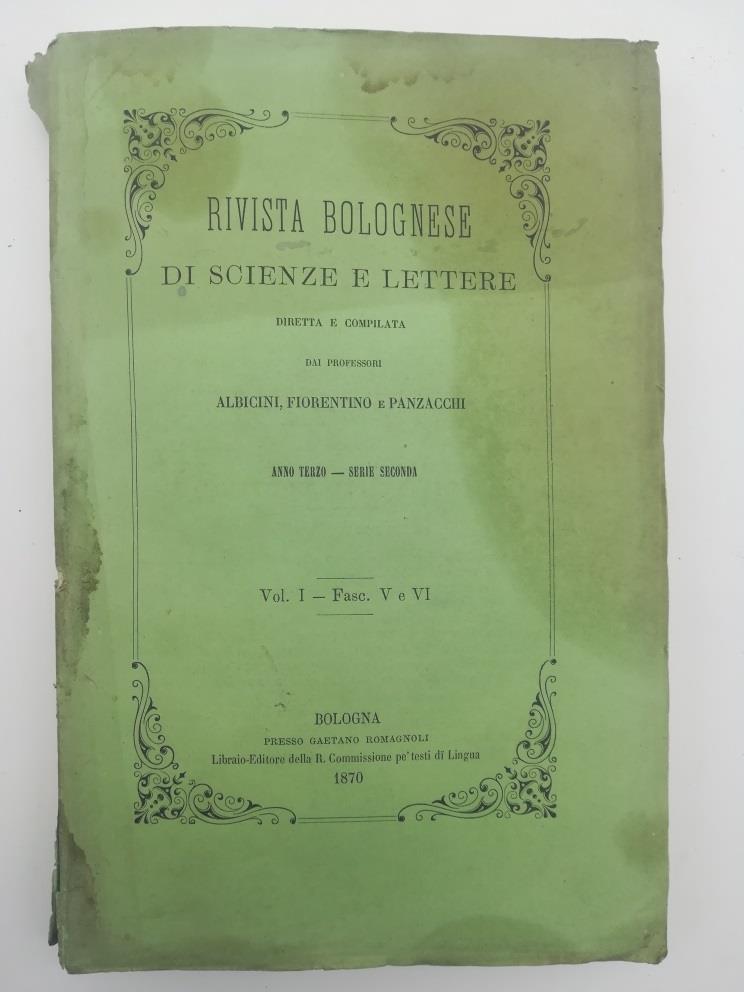 RIVISTA BOLOGNESE
DI SCIENZE E LETTERE
DIRETTA E COMPILATA
DAI PROFESSORI
ALBICINI, FIORENTINO E PANZACCHI
ANNO TERZO — SERIE SECONDA
Vol. I — Fasc. V e VI
BOLOGNA
PRESSO GAETANO ROMAGNOLI
Libraio-Editore della R. Commissione pe' testi di Lingua
1870